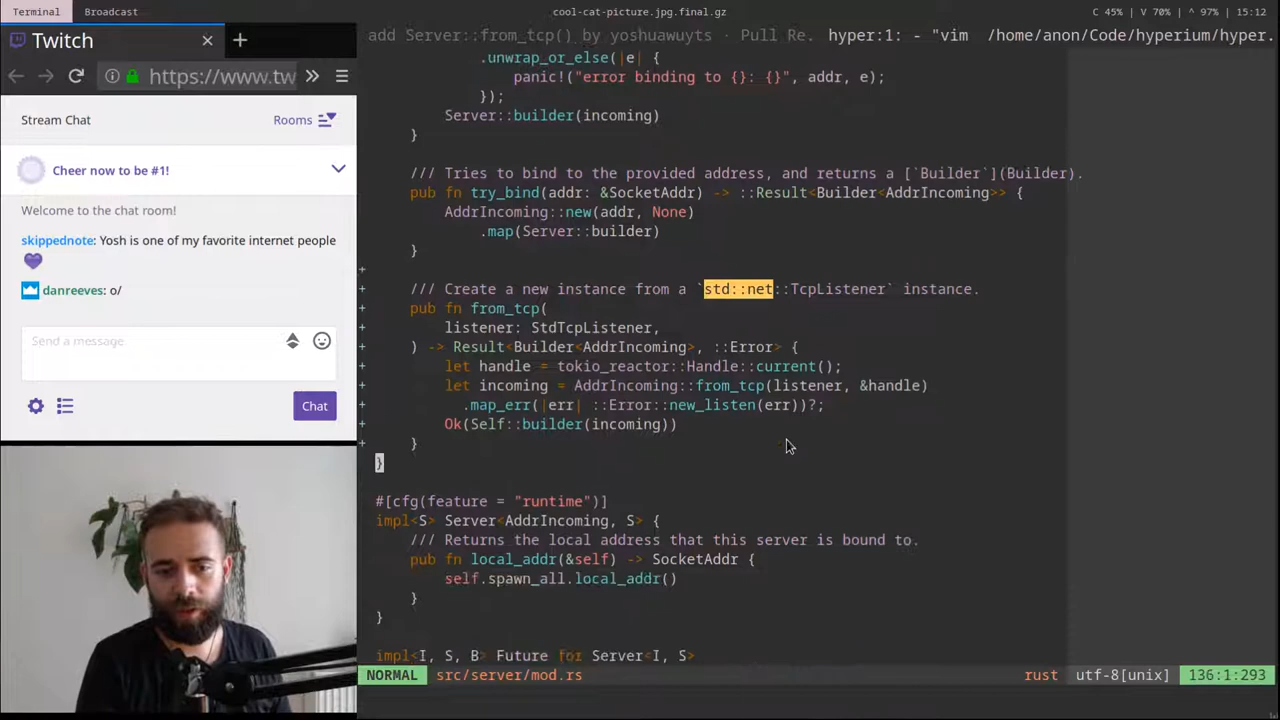 Terminal Broadcast cool-cat-picture.jpg.final.gz C 45% | V 70% | ^ 97% | 15:12
Twitch
https://www.tw
Stream Chat
Rooms
Cheer now to be #1!
Welcome to the chat room!
skippednote: Yosh is one of my favorite internet people
danreeves: o/
Send a message
Chat
add Server::from_tcp() by yoshuawuyts · Pull Re. hyper:1: - "vim /home/anon/Code/hyperium/hyper.
.unwrap_or_else(|e| {
panic!("error binding to {}: {}", addr, e);
});
Server::builder(incoming)
}
/// Tries to bind to the provided address, and returns a [`Builder`](Builder).
pub fn try_bind(addr: &SocketAddr) -> ::Result<Builder<AddrIncoming>> {
AddrIncoming::new(addr, None)
.map(Server::builder)
}
+
+ /// Create a new instance from a `std::net::TcpListener` instance.
+ pub fn from_tcp(
+ listener: StdTcpListener,
+ ) -> Result<Builder<AddrIncoming>, ::Error> {
+ let handle = tokio_reactor::Handle::current();
+ let incoming = AddrIncoming::from_tcp(listener, &handle)
+ .map_err(|err| ::Error::new_listen(err))?;
+ Ok(Self::builder(incoming))
+ }
}
#[cfg(feature = "runtime")]
impl<S> Server<AddrIncoming, S> {
/// Returns the local address that this server is bound to.
pub fn local_addr(&self) -> SocketAddr {
self.spawn_all.local_addr()
}
}
impl<I, S, B> Future for Server<I, S>
NORMAL src/server/mod.rs rust utf-8[unix] 136:1:293